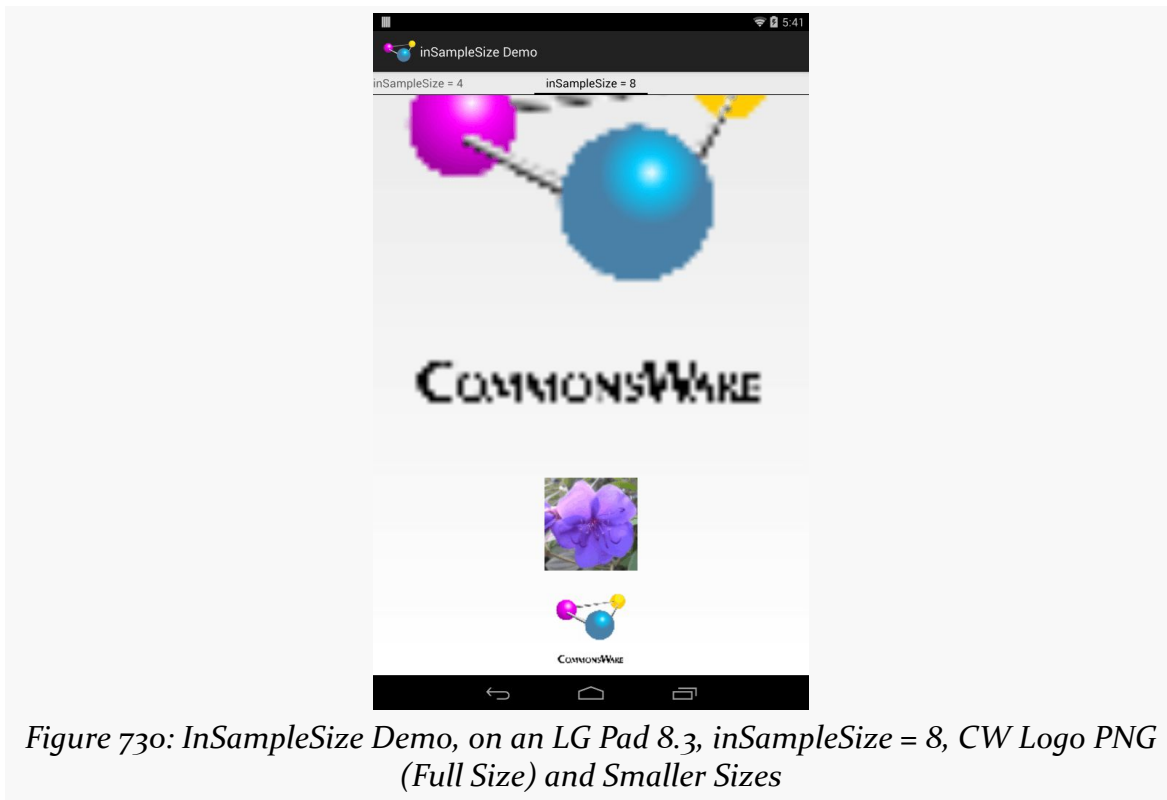 5:41
inSampleSize Demo
inSampleSize = 4
inSampleSize = 8
COMMONSWARE
COMMONSWARE
Figure 730: InSampleSize Demo, on an LG Pad 8.3, inSampleSize = 8, CW Logo PNG
(Full Size) and Smaller Sizes